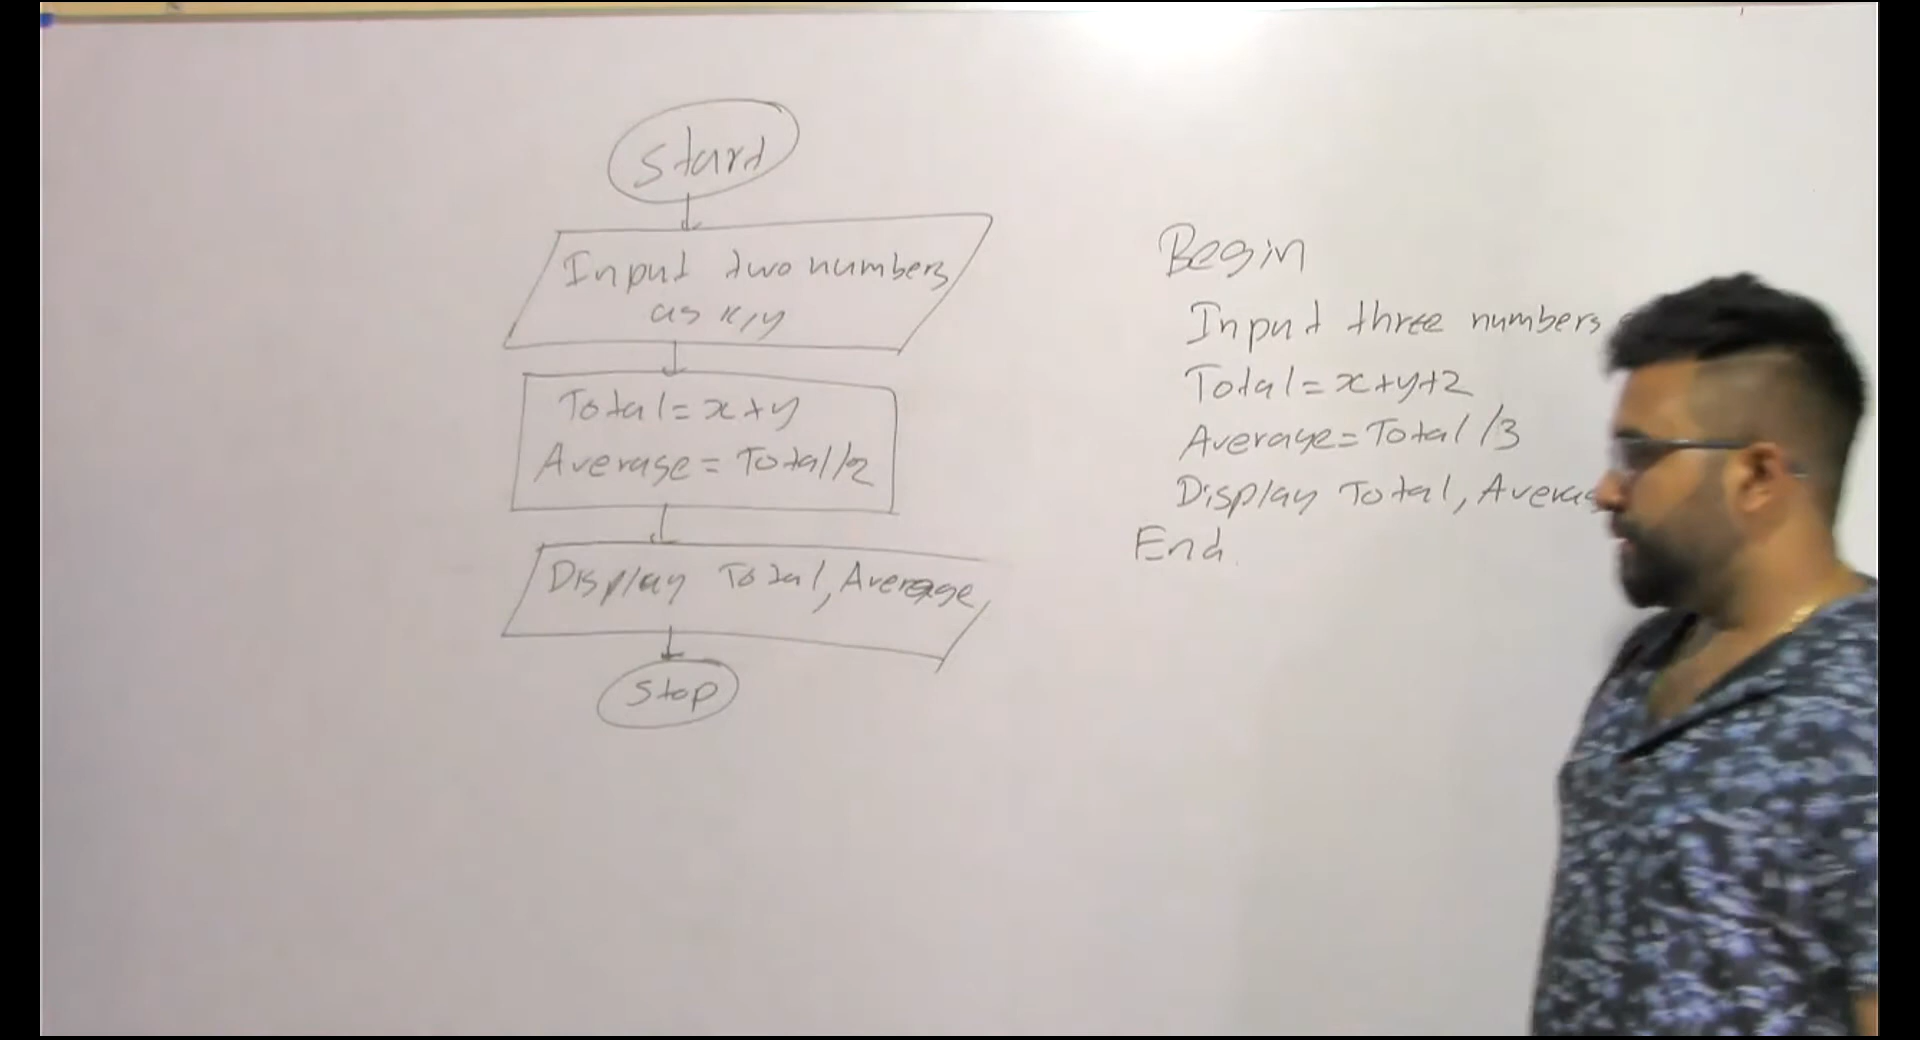 Start
Input two numbers
as x,y
Total = x+y
Average = Total/2
Display Total, Average,
Stop
Begin
Input three numbers
Total = x+y+z
Average = Total/3
Display Total, Averag
End.